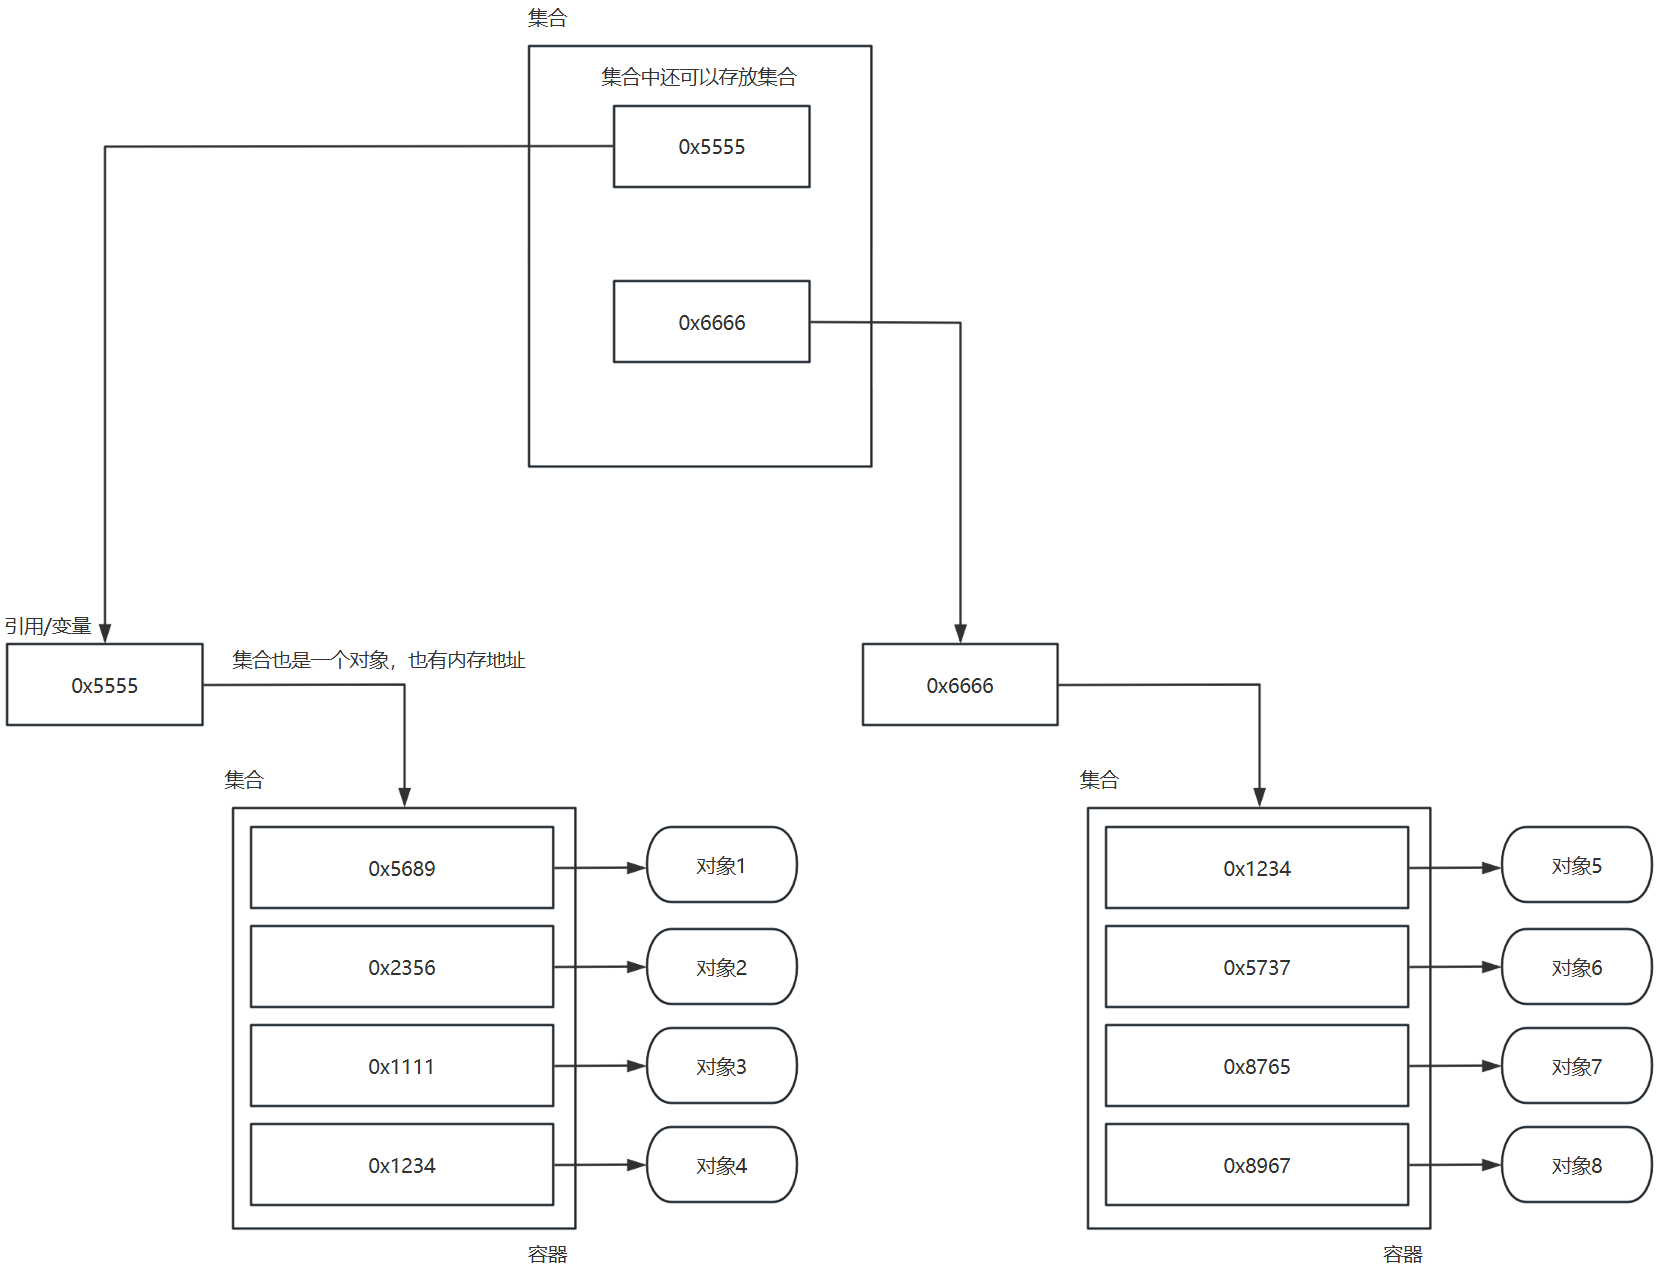 集合
集合中还可以存放集合
0x5555
0x6666
引用/变量
集合也是一个对象，也有内存地址
0x5555
0x6666
集合
集合
0x5689
对象1
0x1234
对象5
0x2356
对象2
0x5737
对象6
0x1111
对象3
0x8765
对象7
0x1234
对象4
0x8967
对象8
容器
容器